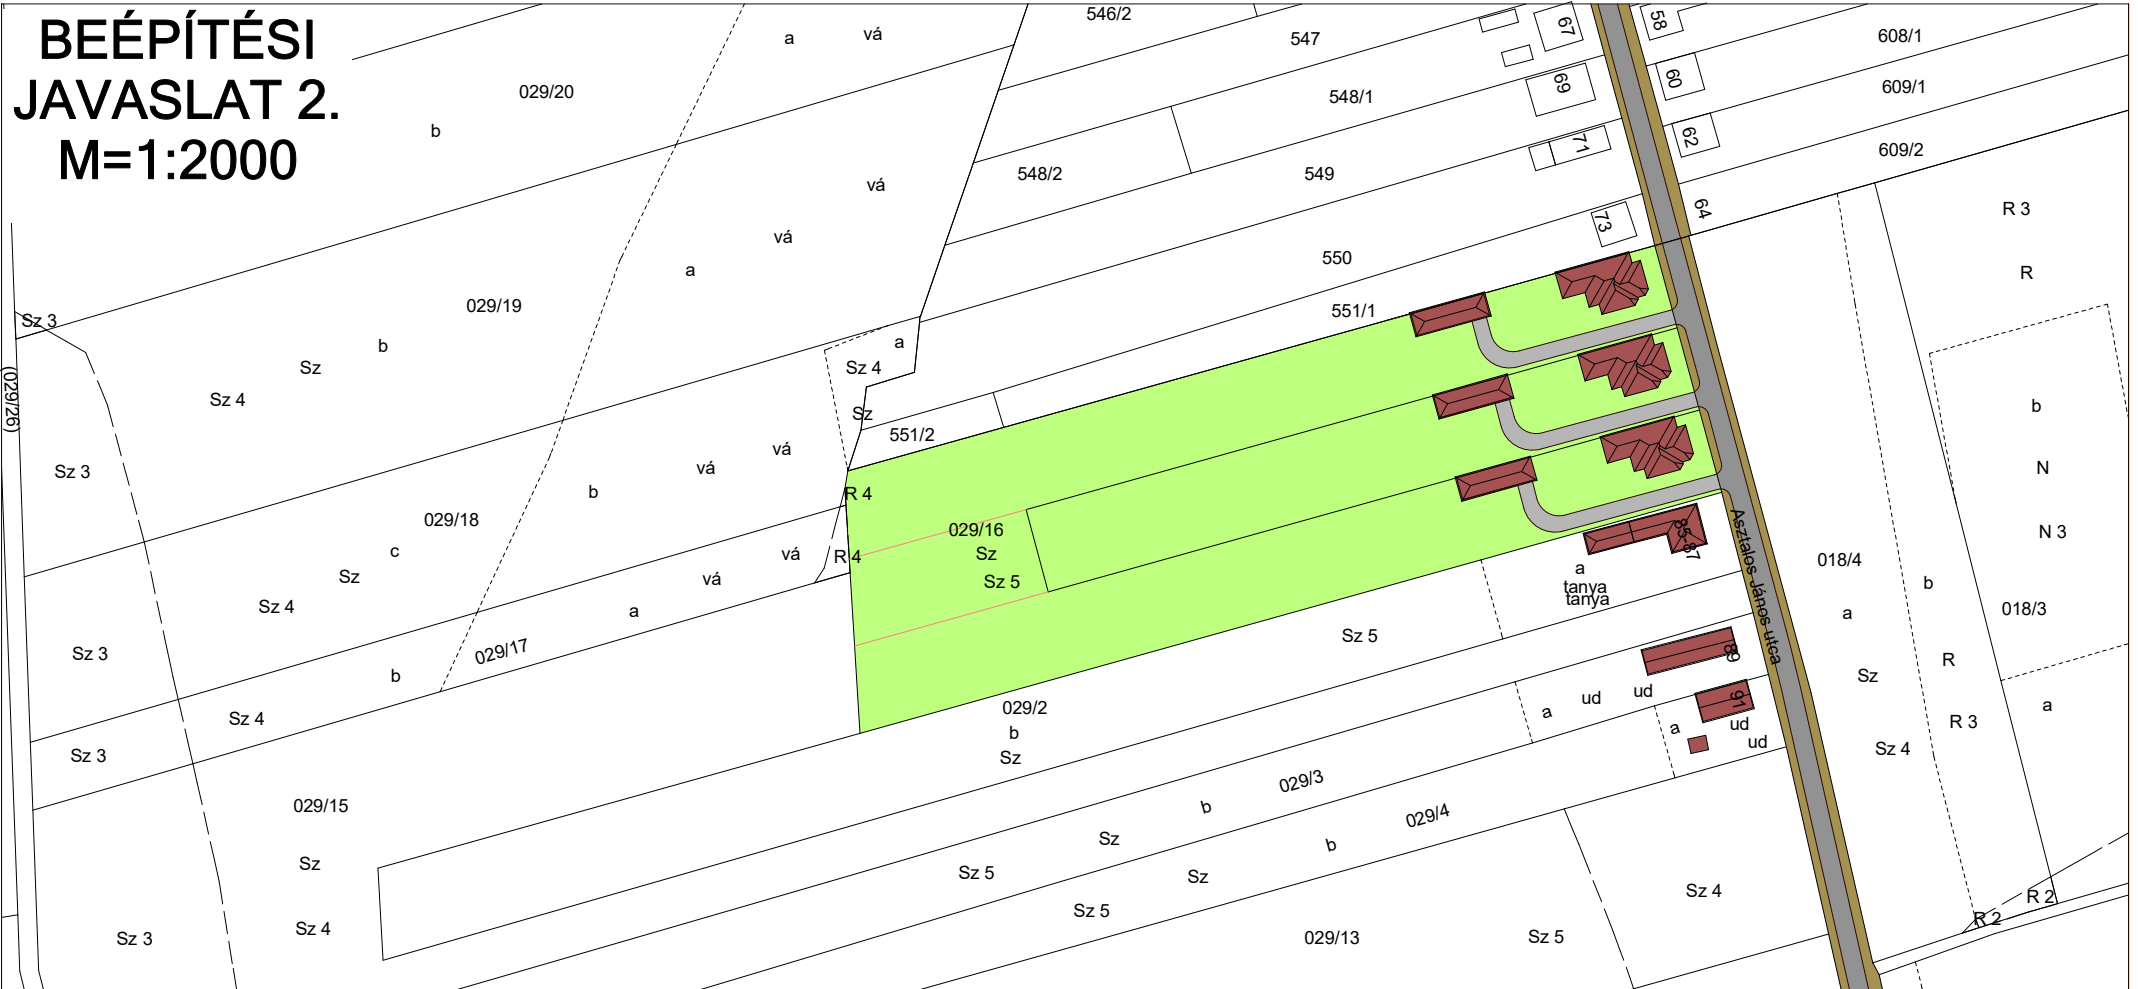 BEÉPÍTÉSI
JAVASLAT 2.
M=1:2000
546/2
a
vá
547
67
58
608/1
029/20
b
548/1
69
60
609/1
71
62
609/2
548/2
549
vá
vá
a
73
64
R 3
550
R
029/19
551/1
Sz 3
b
Sz
a
Sz 4
Sz 4
(029/26)
Sz
551/2
b
vá
vá
Sz 3
b
N
R 4
029/18
c
029/16
Sz
Sz 5
N 3
vá
R 4
85-87
Asztalos János utca
a
tanya
tanya
018/4
Sz
vá
Sz 4
a
b
018/3
a
Sz 5
029/17
Sz 3
89
R
b
Sz
ud
ud
91
a
a
ud
ud
R 3
a
Sz 4
029/2
b
Sz
Sz 4
Sz 3
029/3
b
029/15
029/4
b
Sz
Sz
Sz 5
Sz
Sz 4
R 2
R 2
Sz 5
Sz 4
Sz 3
029/13
Sz 5